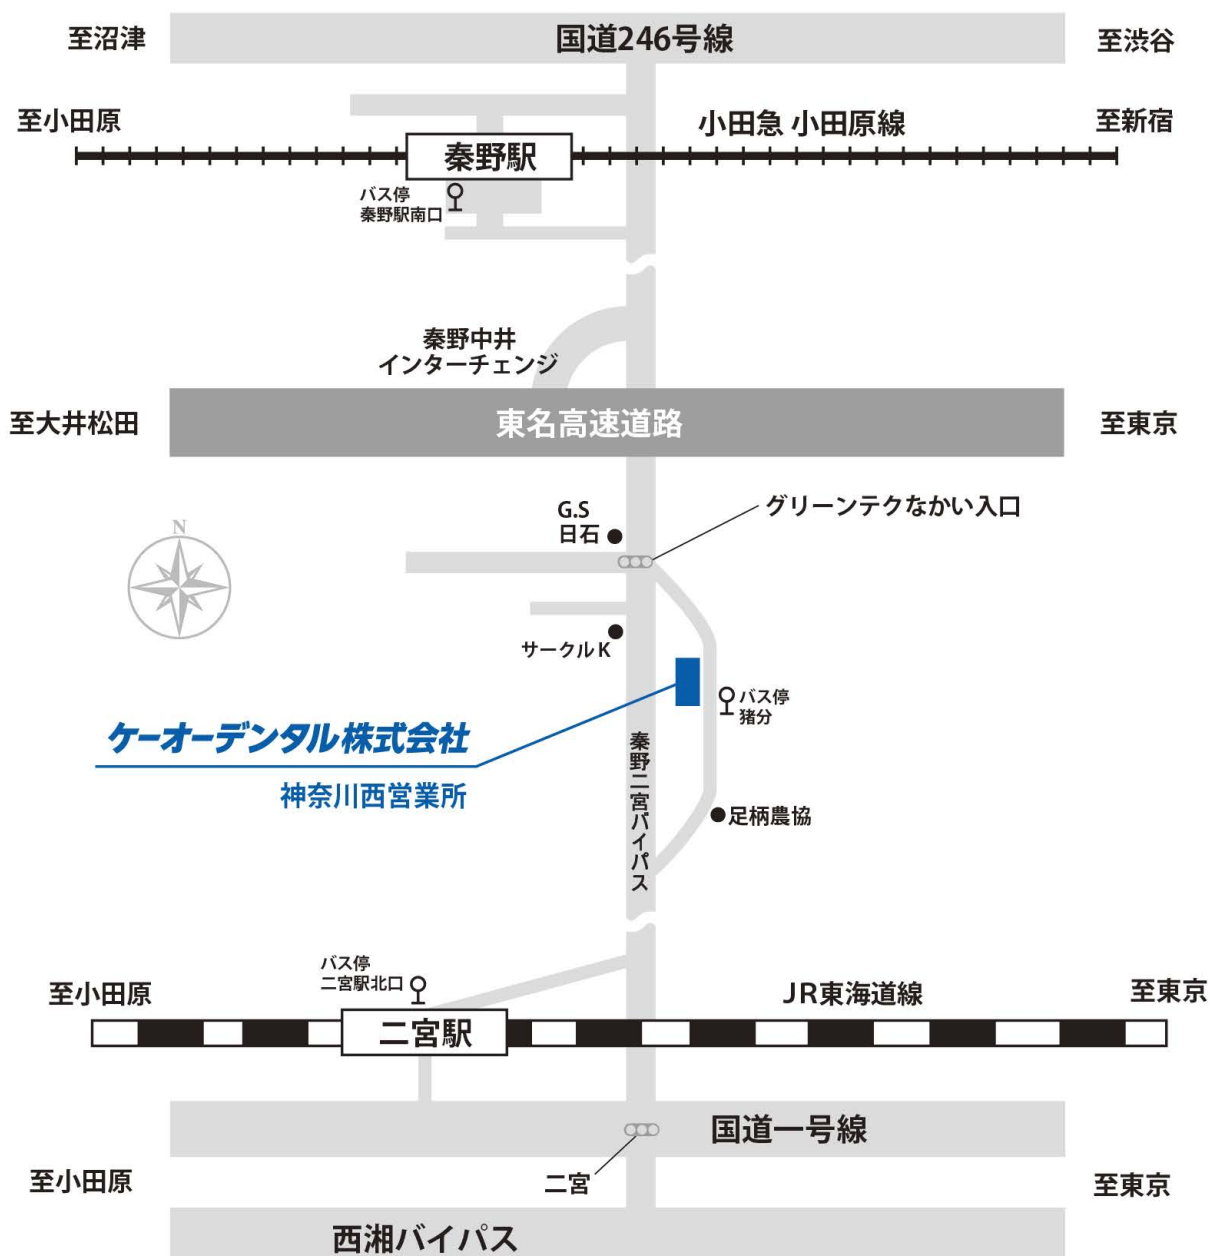 国道246号線
至沼津
至渋谷
至小田原
小田急 小田原線
至新宿
秦野駅
バス停
秦野駅南口
秦野中井
インターチェンジ
至大井松田
東名高速道路
至東京
G.S
日石
グリーンテクなかい入口
N
サークルK
バス停
猪分
ケーオーデンタル株式会社
神奈川西営業所
秦野二宮バイパス
足柄農協
バス停
二宮駅北口
至小田原
JR東海道線
至東京
二宮駅
国道一号線
至小田原
二宮
至東京
西湘バイパス